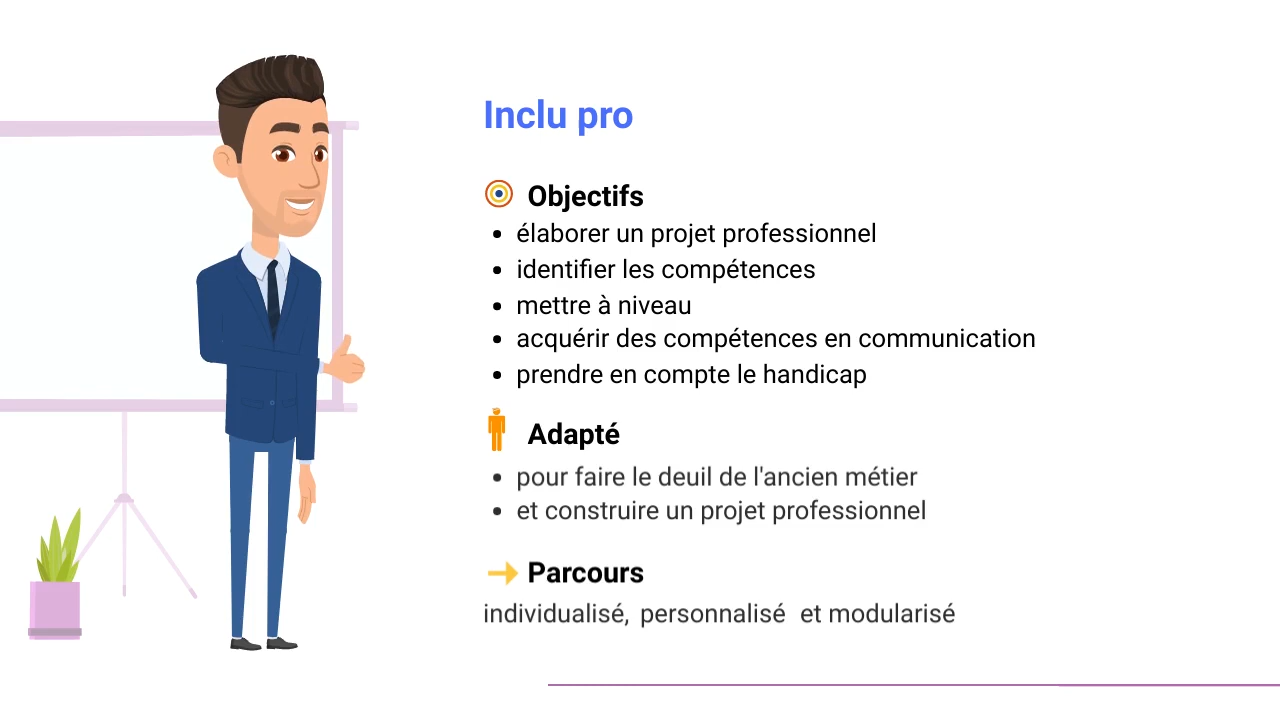 Inclu pro
Objectifs
• élaborer un projet professionnel
• identifier les compétences
• mettre à niveau
• acquérir des compétences en communication
• prendre en compte le handicap
Adapté
• pour faire le deuil de l'ancien métier
• et construire un projet professionnel
Parcours
individualisé, personnalisé et modularisé